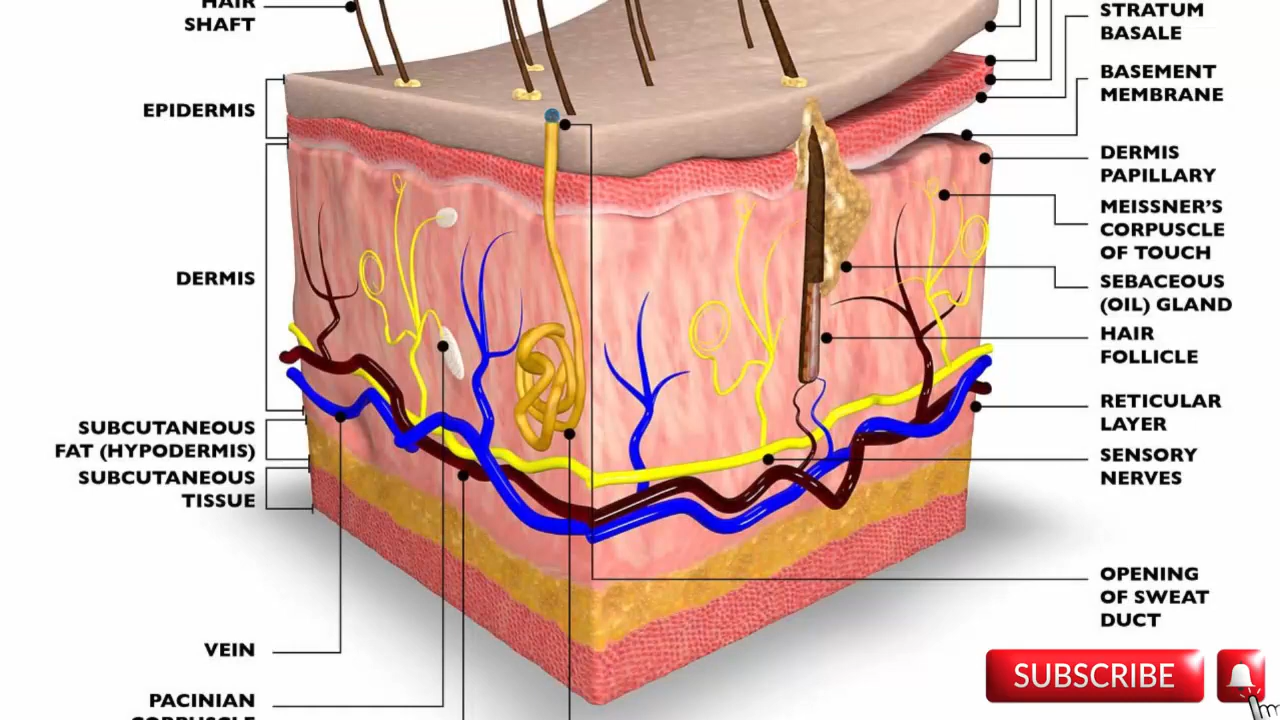 HAIR
SHAFT
EPIDERMIS
DERMIS
SUBCUTANEOUS
FAT (HYPODERMIS)
SUBCUTANEOUS
TISSUE
VEIN
PACINIAN
CORPUSCLE
STRATUM
BASALE
BASEMENT
MEMBRANE
DERMIS
PAPILLARY
MEISSNER'S
CORPUSCLE
OF TOUCH
SEBACEOUS
(OIL) GLAND
HAIR
FOLLICLE
RETICULAR
LAYER
SENSORY
NERVES
OPENING
OF SWEAT
DUCT
SUBSCRIBE